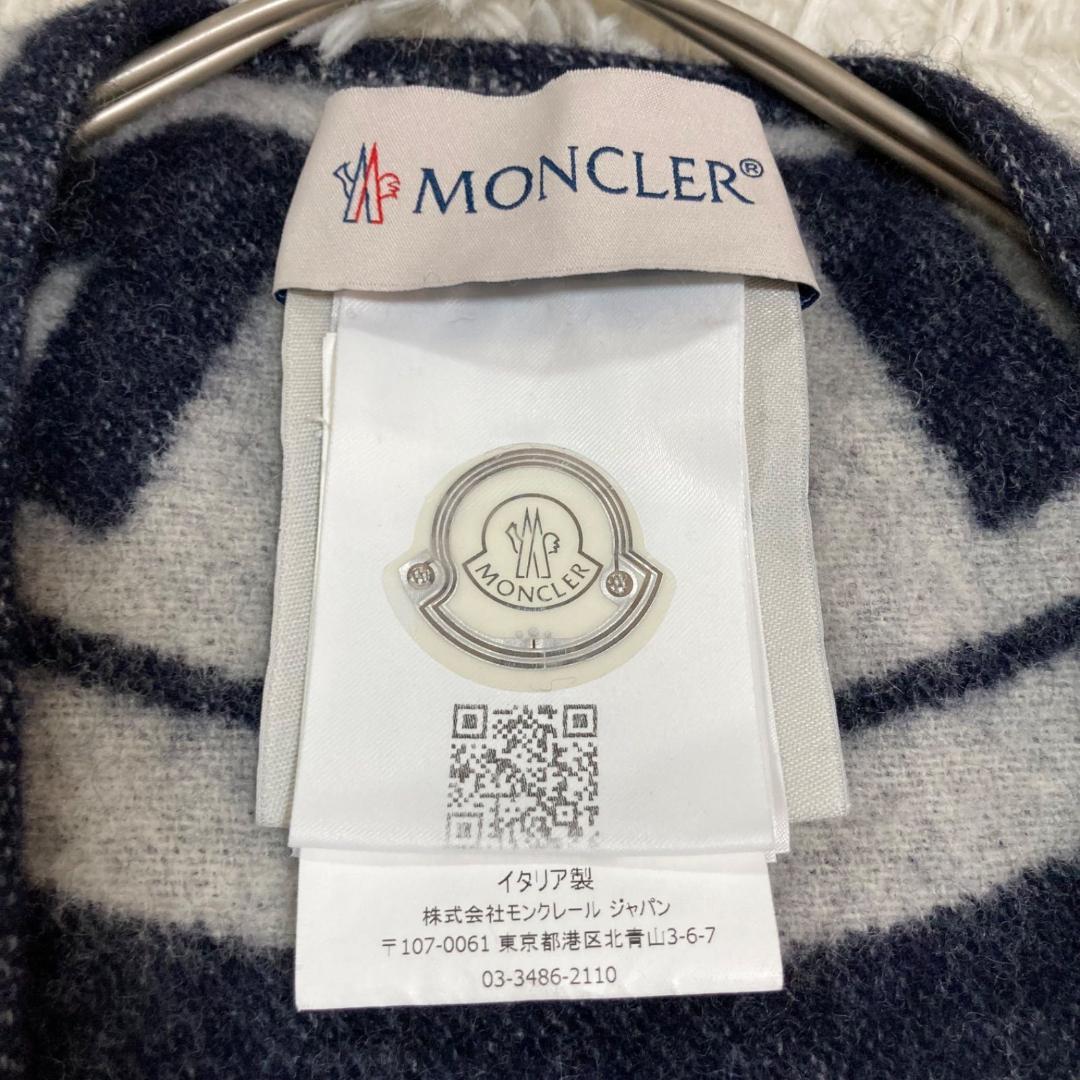 MONCLER®
MONCLER
イタリア製
株式会社モンクレール ジャパン
〒107-0061 東京都港区北青山3-6-7
03-3486-2110